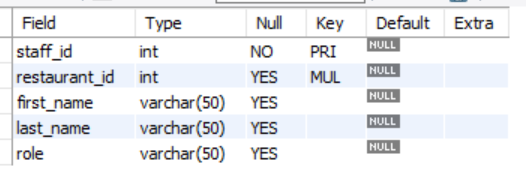 Field Type Null Key Default Extra
staff_id int NO PRI NULL
restaurant_id int YES MUL NULL
first_name varchar(50) YES NULL
last_name varchar(50) YES NULL
role varchar(50) YES NULL